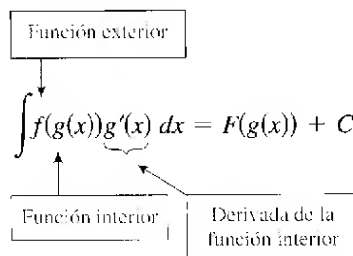 Función exterior
∫ f(g(x))g′(x) dx = F(g(x)) + C
Función interior
Derivada de la
función interior